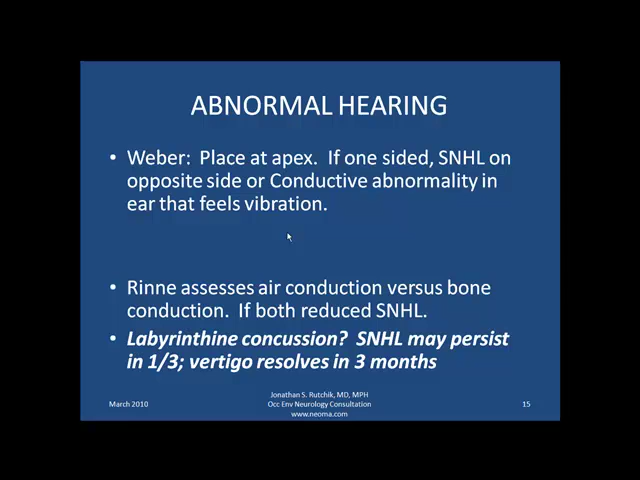 ABNORMAL HEARING
• Weber:  Place at apex.  If one sided, SNHL on
opposite side or Conductive abnormality in
ear that feels vibration.
• Rinne assesses air conduction versus bone
conduction.  If both reduced SNHL.
• Labyrinthine concussion?  SNHL may persist
in 1/3; vertigo resolves in 3 months
March 2010
Jonathan S. Rutchik, MD, MPH
Occ Env Neurology Consultation
www.neoma.com
15